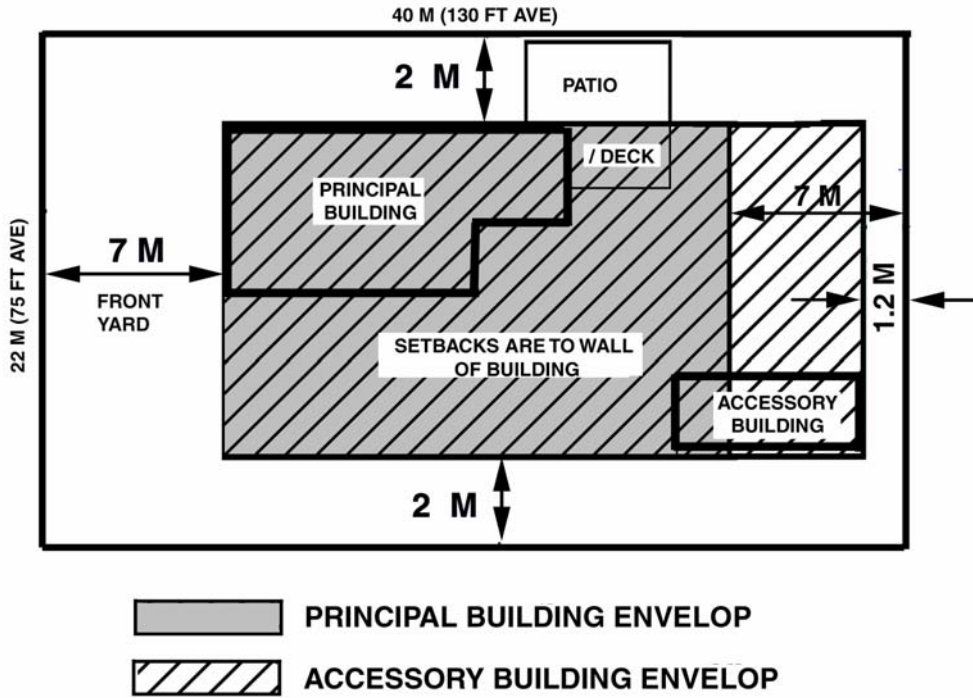 40 M (130 FT AVE)
2 M
PATIO
/ DECK
PRINCIPAL
BUILDING
7 M
7 M
22 M (75 FT AVE)
FRONT
YARD
1.2 M
SETBACKS ARE TO WALL
OF BUILDING
ACCESSORY
BUILDING
2 M
PRINCIPAL BUILDING ENVELOP
ACCESSORY BUILDING ENVELOP